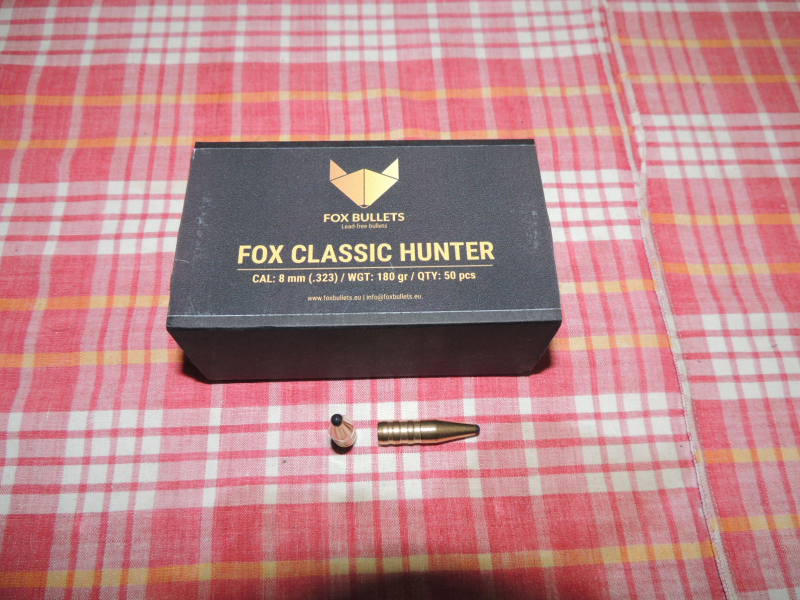 FOX BULLETS
Lead-free bullets
FOX CLASSIC HUNTER
CAL: 8 mm (.323) / WGT: 180 gr / QTY: 50 pcs
www.foxbullets.eu | info@foxbullets.eu